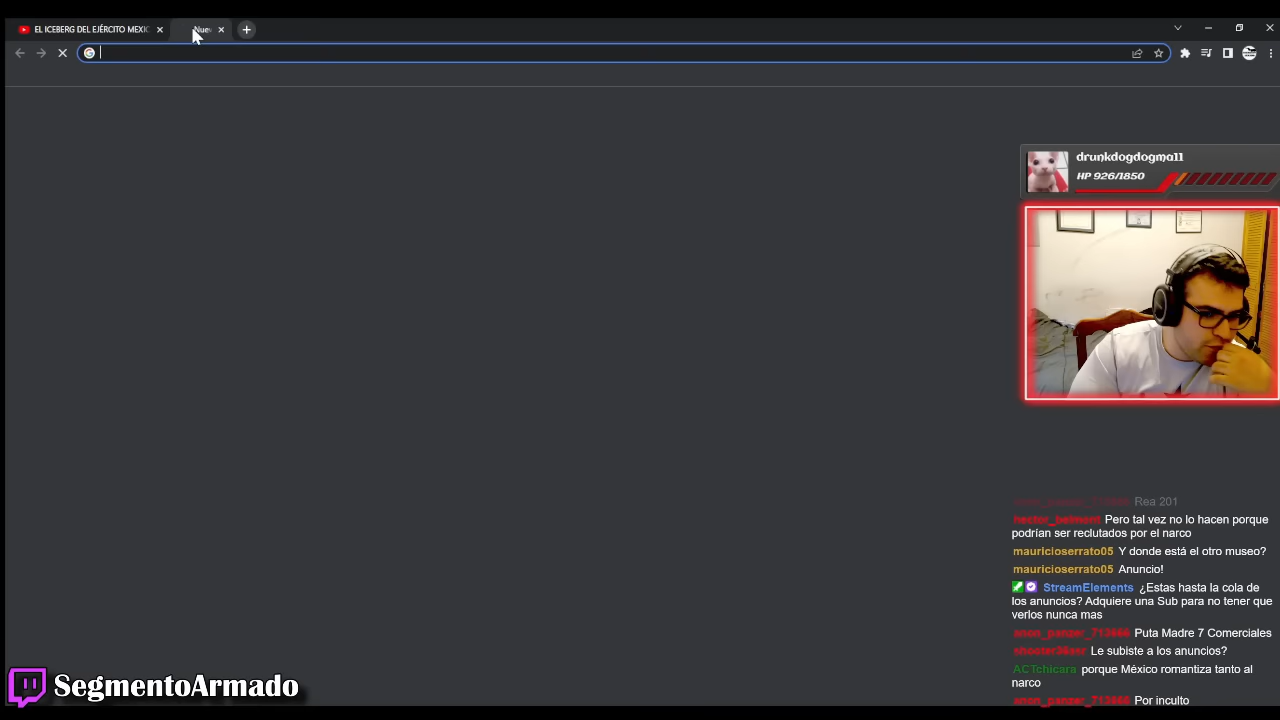 EL ICEBERG DEL EJÉRCITO MEXIC
Nue
drunkdogdogma11
HP 926/1850
Rea 201
hector_belmont Pero tal vez no lo hacen porque
podrían ser reclutados por el narco
mauricioserrato05 Y donde está el otro museo?
mauricioserrato05 Anuncio!
StreamElements ¿Estas hasta la cola de
los anuncios? Adquiere una Sub para no tener que
verlos nunca mas
anon_panzer_713666 Puta Madre 7 Comerciales
Le subiste a los anuncios?
ACTchicara porque México romantiza tanto al
narco
anon_panzer_713666 Por inculto
SegmentoArmado